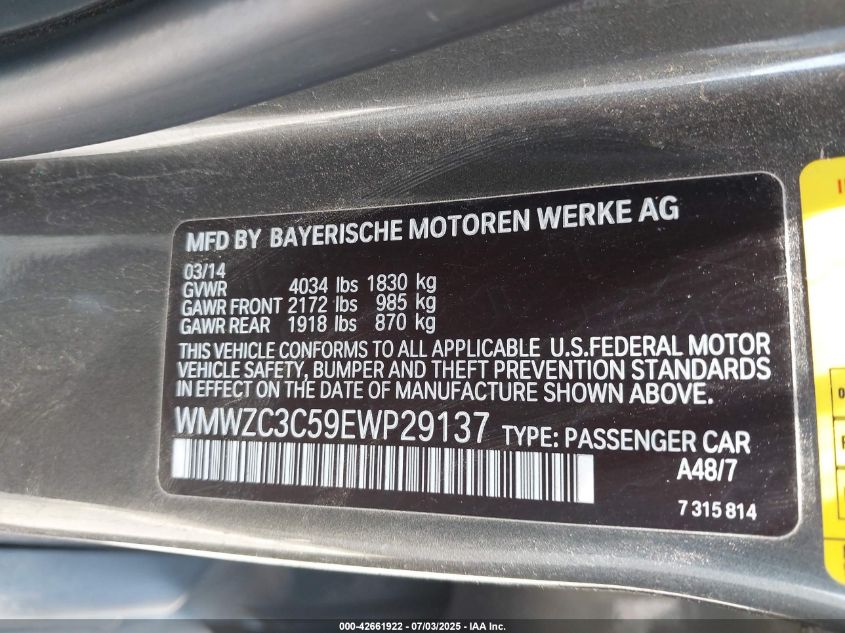 MFD BY BAYERISCHE MOTOREN WERKE AG
03/14
GVWR 4034 lbs 1830 kg
GAWR FRONT 2172 lbs 985 kg
GAWR REAR 1918 lbs 870 kg
THIS VEHICLE CONFORMS TO ALL APPLICABLE U.S.FEDERAL MOTOR
VEHICLE SAFETY, BUMPER AND THEFT PREVENTION STANDARDS
IN EFFECT ON THE DATE OF MANUFACTURE SHOWN ABOVE.
WMWZC3C59EWP29137 TYPE: PASSENGER CAR
A48/7
7 315 814
000-42661922 - 07/03/2025 - IAA Inc.